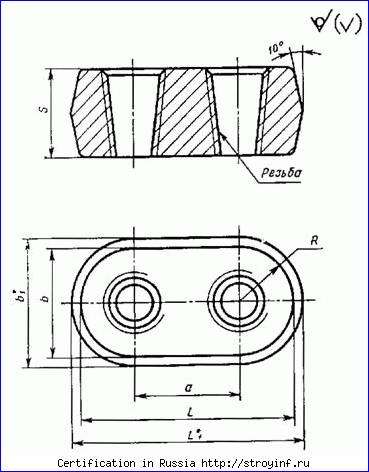 (√)
10°
S
Резьба
R
b₁*
b
a
L
L₁*
Certification in Russia http://stroyinf.ru